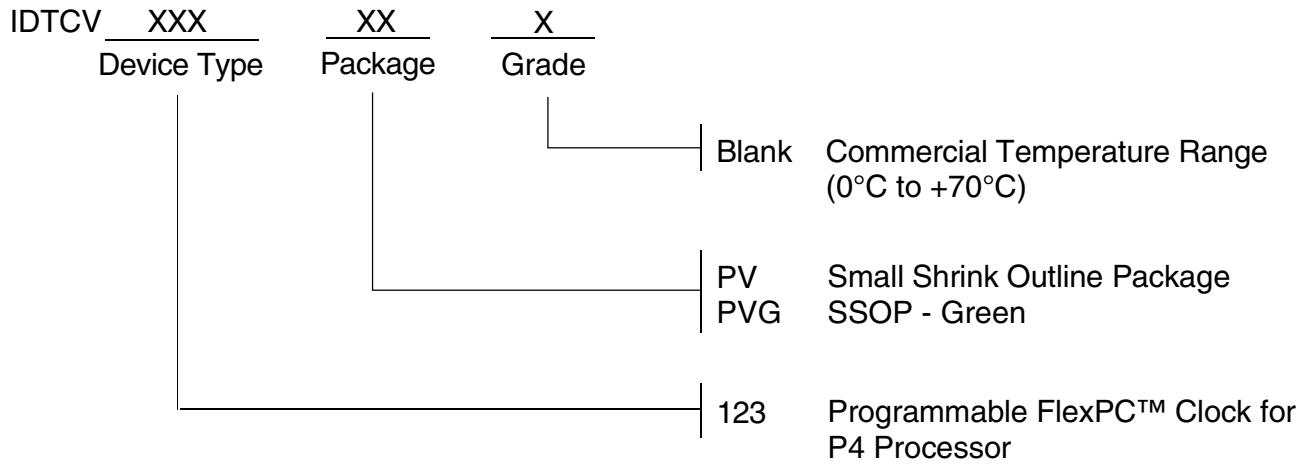 IDTCV XXX XX X
Device Type Package Grade
Blank Commercial Temperature Range
(0°C to +70°C)
PV Small Shrink Outline Package
PVG SSOP - Green
123 Programmable FlexPC™ Clock for
P4 Processor